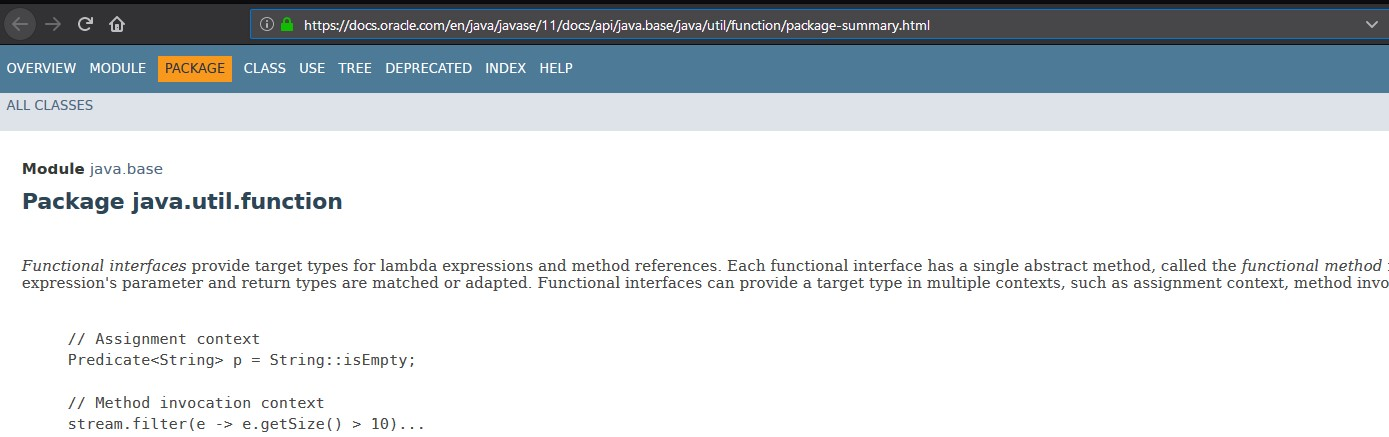 https://docs.oracle.com/en/java/javase/11/docs/api/java.base/java/util/function/package-summary.html
OVERVIEW MODULE PACKAGE CLASS USE TREE DEPRECATED INDEX HELP
ALL CLASSES
Module java.base
Package java.util.function
Functional interfaces provide target types for lambda expressions and method references. Each functional interface has a single abstract method, called the functional method
expression's parameter and return types are matched or adapted. Functional interfaces can provide a target type in multiple contexts, such as assignment context, method invo
// Assignment context
Predicate<String> p = String::isEmpty;
// Method invocation context
stream.filter(e -> e.getSize() > 10)...